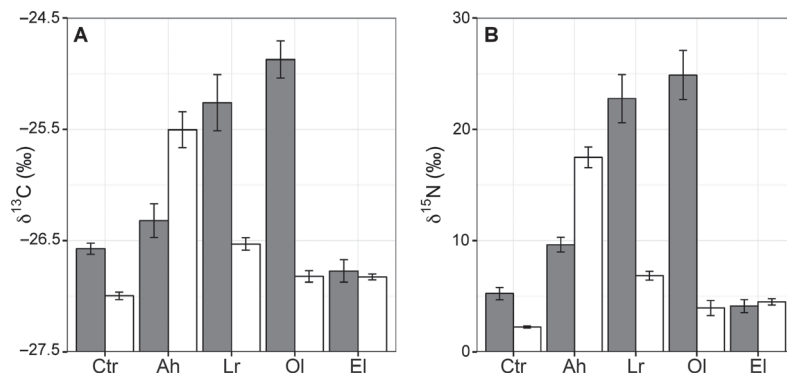 A
−24.5
−25.5
−26.5
−27.5
δ¹³C (‰)
Ctr Ah Lr Ol El
B
30
20
10
0
δ¹⁵N (‰)
Ctr Ah Lr Ol El